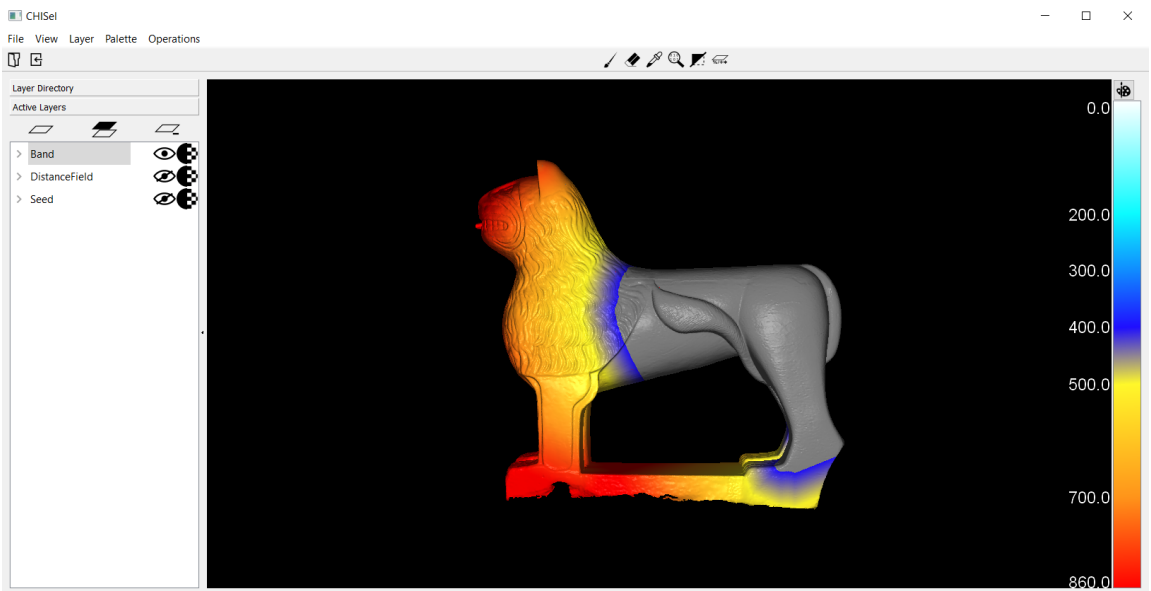 CHISel
File View Layer Palette Operations
Layer Directory
Active Layers
Band
DistanceField
Seed
0.0
200.0
300.0
400.0
500.0
700.0
860.0